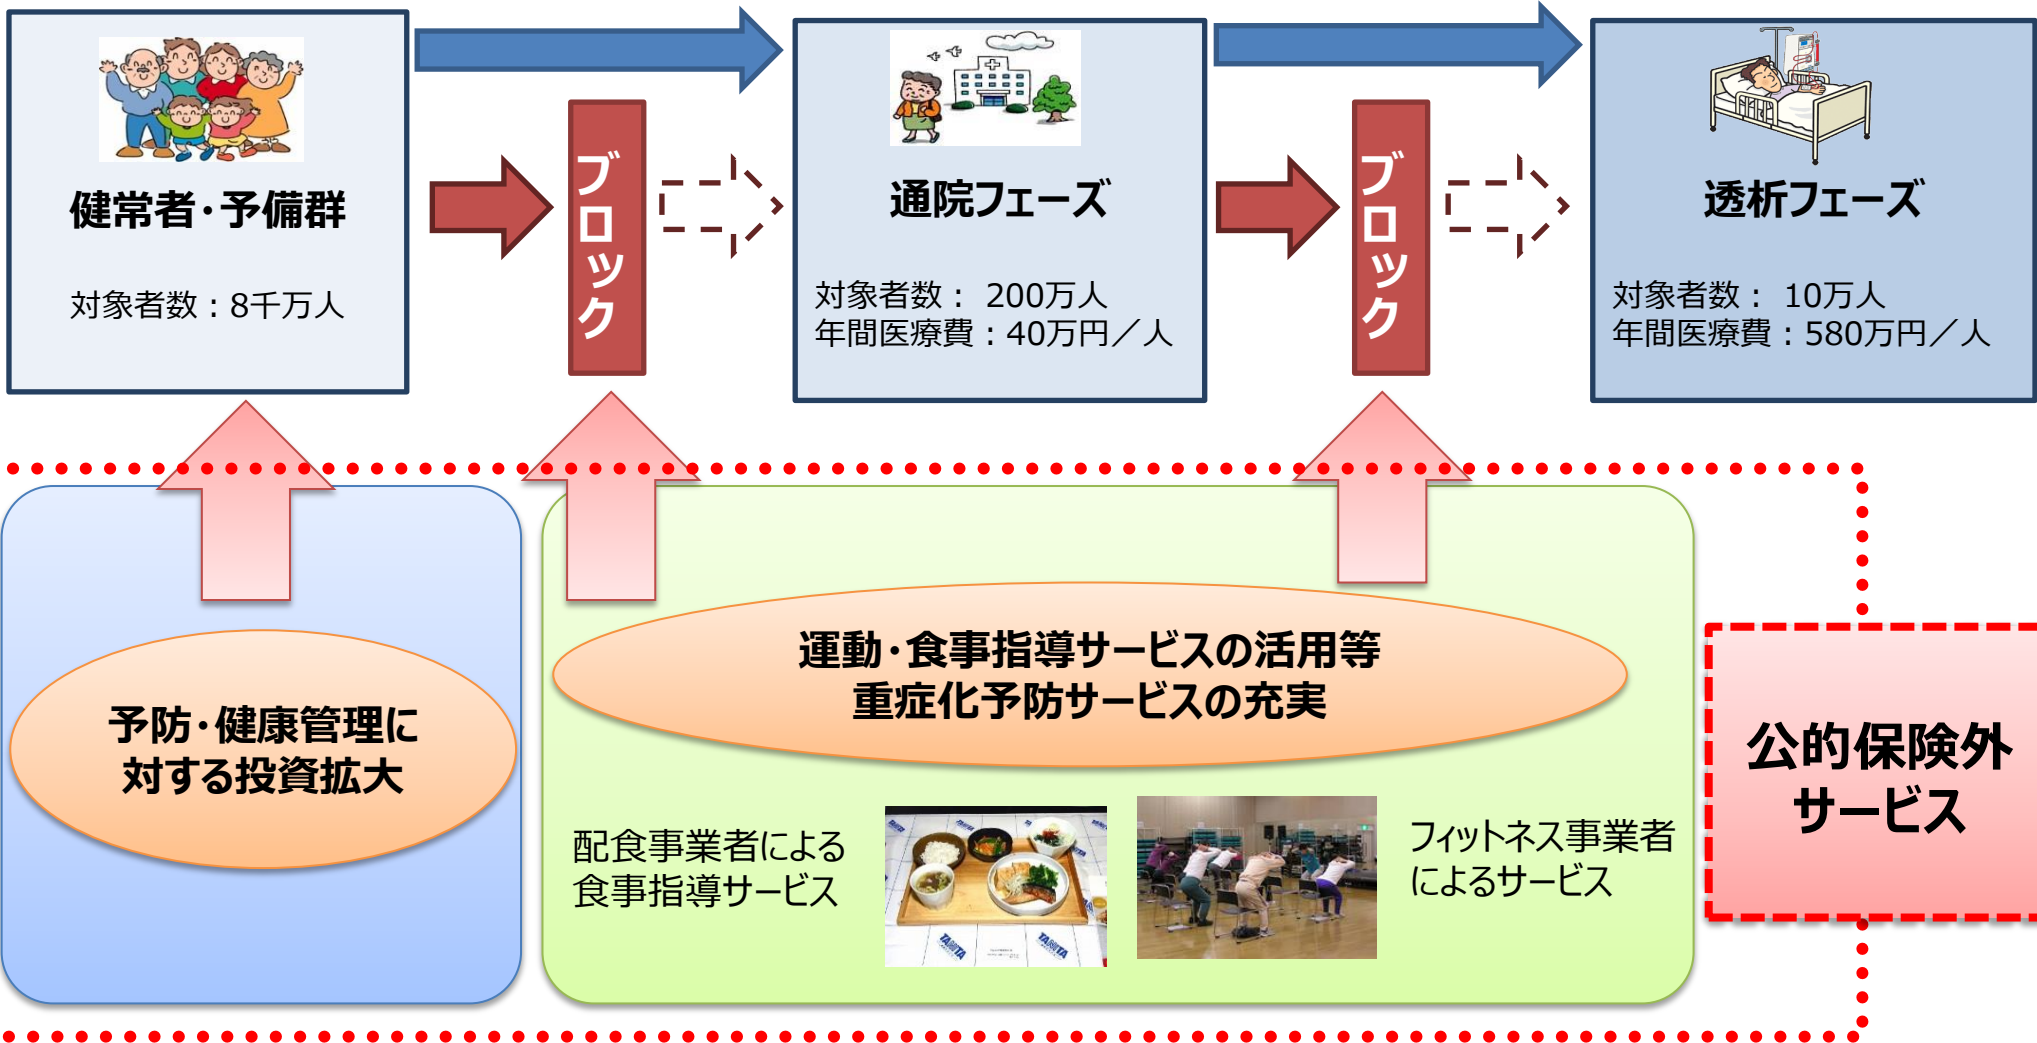 健常者・予備群
対象者数：8千万人
ブロック
通院フェーズ
対象者数： 200万人
年間医療費：40万円／人
ブロック
透析フェーズ
対象者数： 10万人
年間医療費：580万円／人
予防・健康管理に
対する投資拡大
運動・食事指導サービスの活用等
重症化予防サービスの充実
配食事業者による
食事指導サービス
TANITA
TANITA
フィットネス事業者
によるサービス
公的保険外
サービス